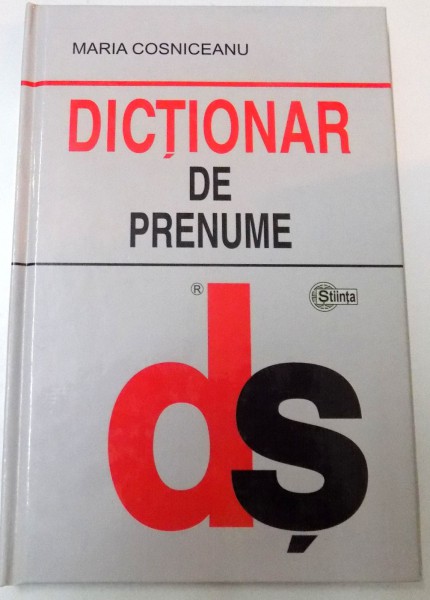 MARIA COSNICEANU
DICȚIONAR
DE
PRENUME
®
Știința
dș